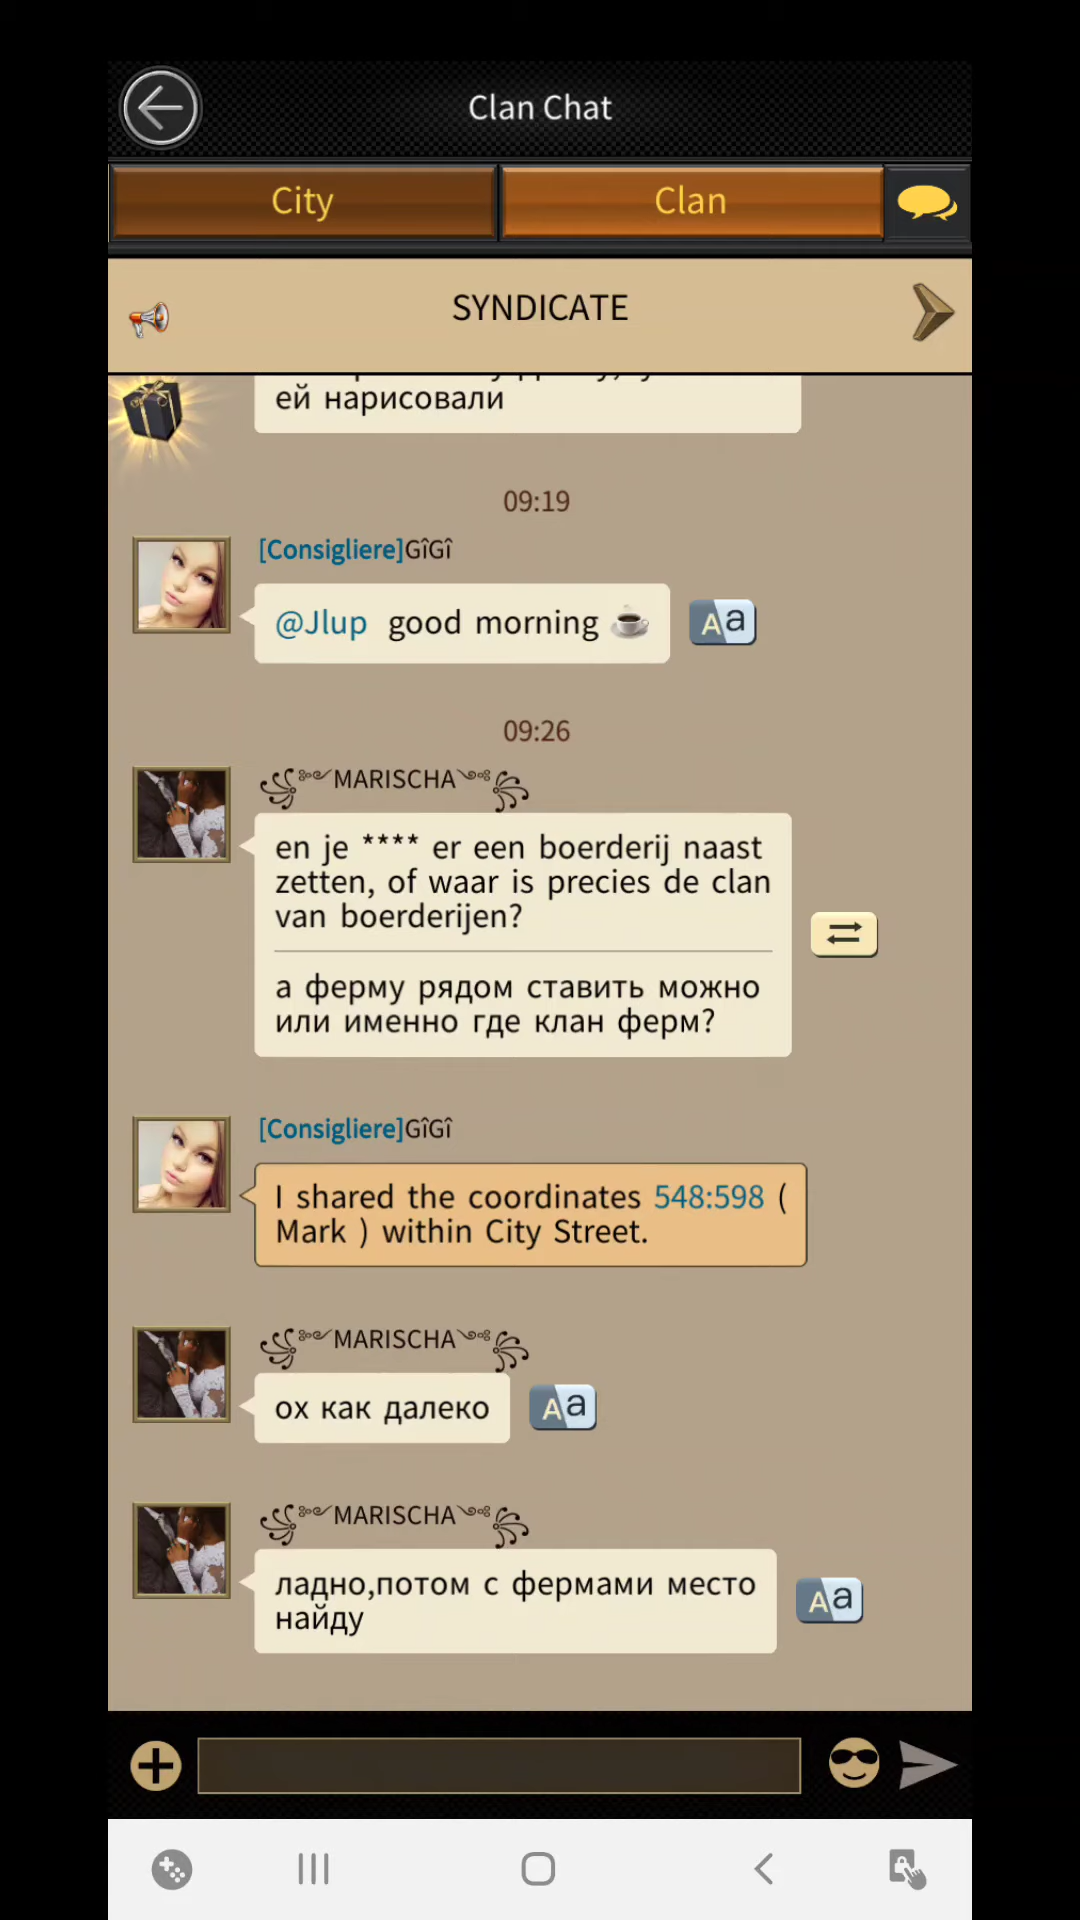 Clan Chat
City
Clan
SYNDICATE
ей нарисовали
09:19
[Consigliere]GîGî
@Jlup good morning ☕
Aa
09:26
MARISCHA
en je **** er een boerderij naast
zetten, of waar is precies de clan
van boerderijen?
а ферму рядом ставить можно
или именно где клан ферм?
[Consigliere]GîGî
I shared the coordinates 548:598 (
Mark ) within City Street.
MARISCHA
ох как далеко
Aa
MARISCHA
ладно,потом с фермами место
найду
Aa